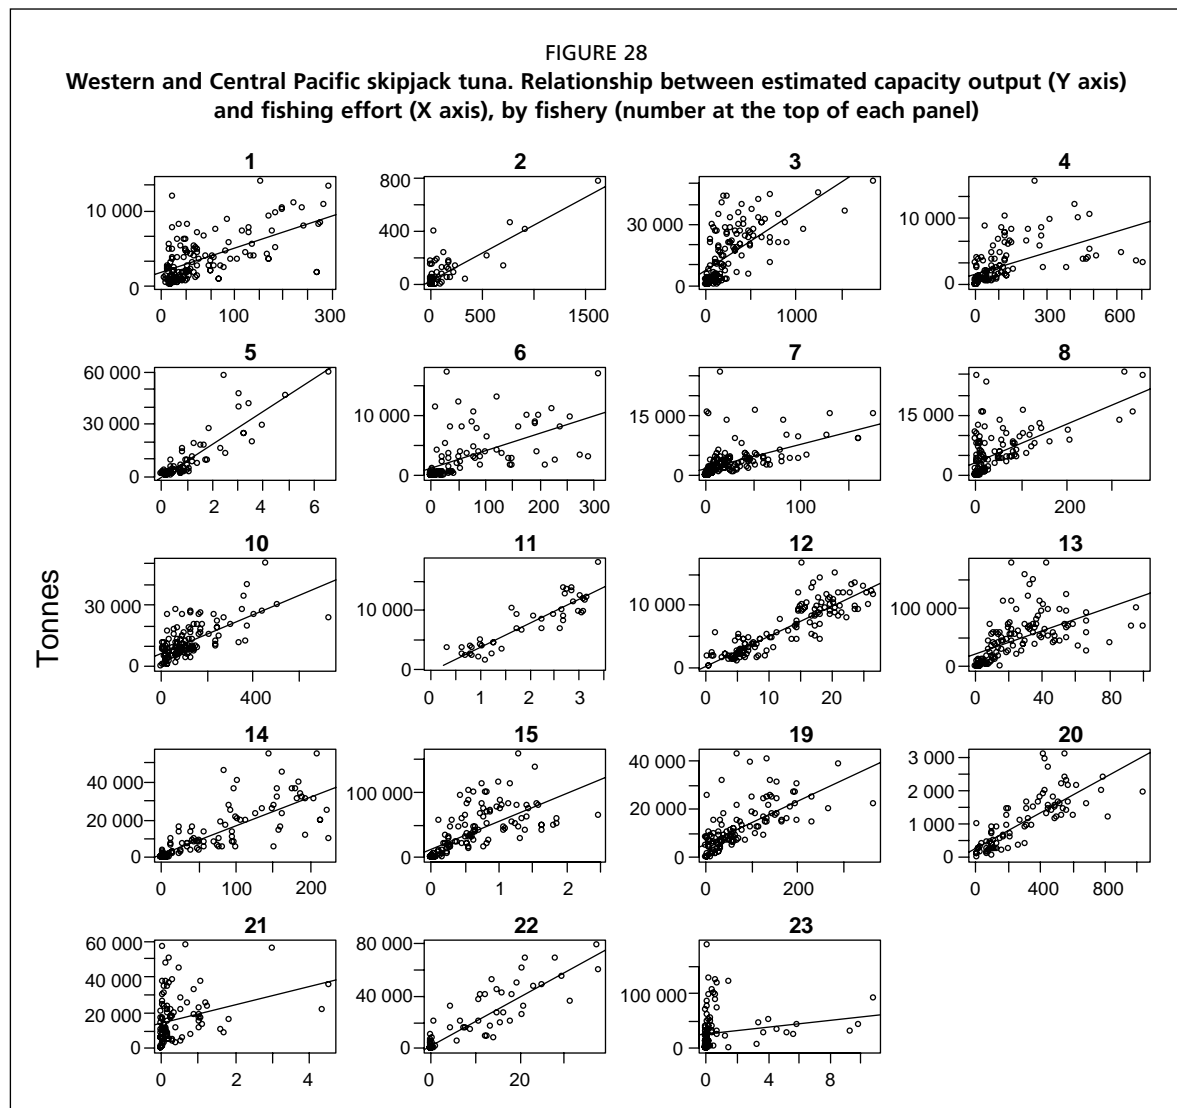 FIGURE 28
Western and Central Pacific skipjack tuna. Relationship between estimated capacity output (Y axis)
and fishing effort (X axis), by fishery (number at the top of each panel)
1 2 3 4
10 000
0
0 100 300
800
400
0
0 500 1500
30 000
0
0 1000
10 000
0
0 300 600
5 6 7 8
60 000
30 000
0
0 2 4 6
10 000
0
0 100 200 300
15 000
0
0 100
15 000
0
0 200
Tonnes
10 11 12 13
30 000
0
0 400
10 000
0
0 1 2 3
10 000
0
0 10 20
100 000
0
0 40 80
14 15 19 20
40 000
20 000
0
0 100 200
100 000
0
0 1 2
40 000
20 000
0
0 200
3 000
2 000
1 000
0
0 400 800
21 22 23
60 000
40 000
20 000
0
0 2 4
80 000
40 000
0
0 20
100 000
0
0 4 8